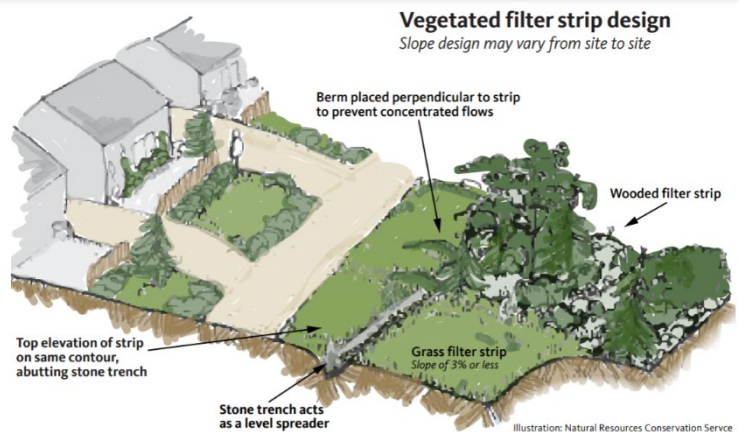 Vegetated filter strip design
Slope design may vary from site to site
Berm placed perpendicular to strip
to prevent concentrated flows
Wooded filter strip
Top elevation of strip
on same contour,
abutting stone trench
Grass filter strip
Slope of 3% or less
Stone trench acts
as a level spreader
Illustration: Natural Resources Conservation Servce